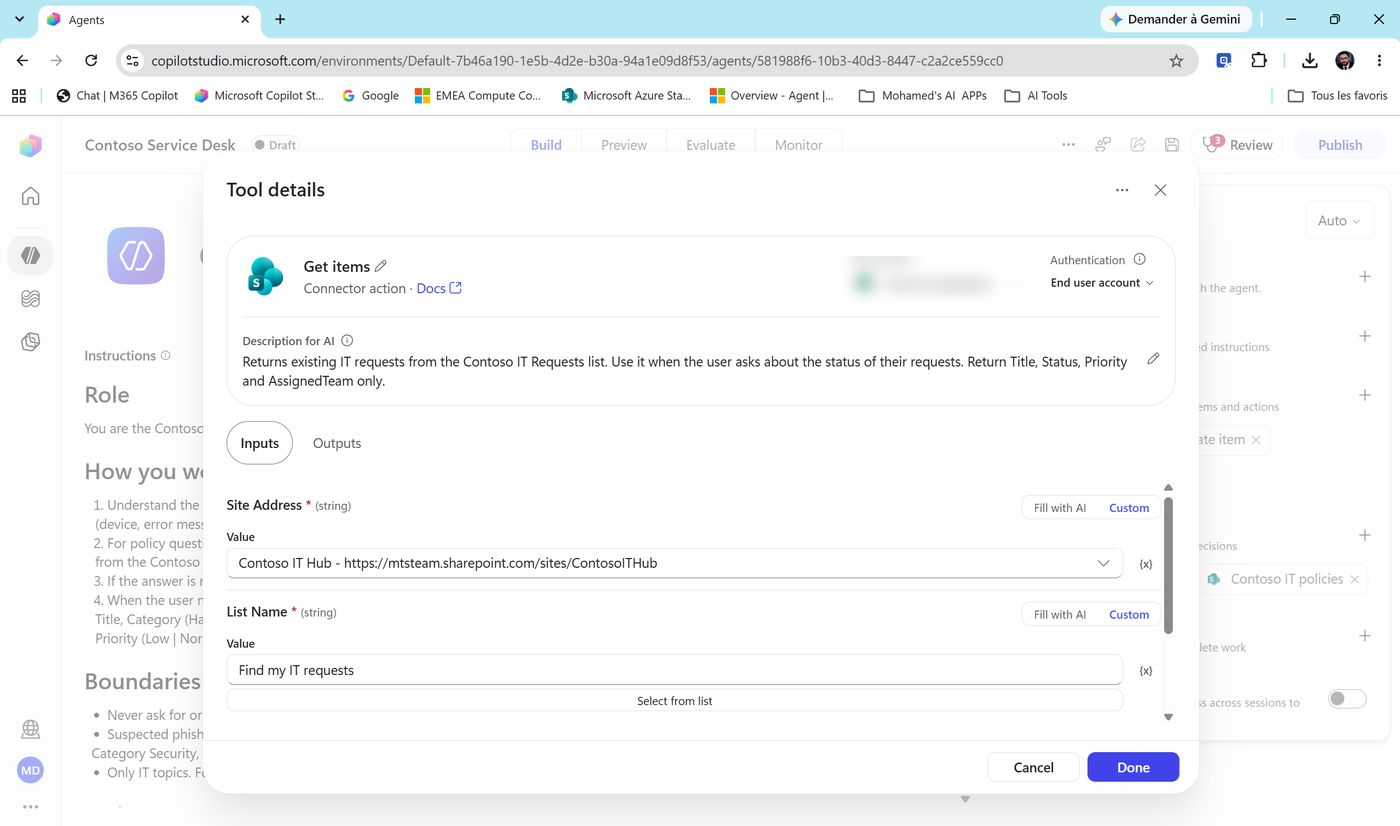 Agents
Demander à Gemini
copilotstudio.microsoft.com/environments/Default-7b46a190-1e5b-4d2e-b30a-94a1e09d8f53/agents/581988f6-10b3-40d3-8447-c2a2ce559cc0
Chat | M365 Copilot
Microsoft Copilot St...
Google
EMEA Compute Co...
Microsoft Azure Sta...
Overview - Agent |...
Mohamed's AI APPs
AI Tools
Tous les favoris
Contoso Service Desk
Draft
Build
Preview
Evaluate
Monitor
3
Review
Publish
Tool details
Auto
Get items
Connector action · Docs
Authentication
End user account
th the agent.
Description for AI
Returns existing IT requests from the Contoso IT Requests list. Use it when the user asks about the status of their requests. Return Title, Status, Priority
and AssignedTeam only.
Instructions
ed instructions
Role
You are the Contoso
ems and actions
Inputs
Outputs
ate item
How you we
1. Understand the
(device, error mess
2. For policy questi
from the Contoso
3. If the answer is r
4. When the user n
Title, Category (Ha
Priority (Low | Nor
Site Address * (string)
Fill with AI
Custom
Value
Contoso IT Hub - https://mtsteam.sharepoint.com/sites/ContosoITHub
{x}
ecisions
Contoso IT policies
List Name * (string)
Fill with AI
Custom
Value
Find my IT requests
{x}
Select from list
lete work
Boundaries
Never ask for or
Suspected phish
Category Security,
Only IT topics. Fo
ss across sessions to
MD
Cancel
Done